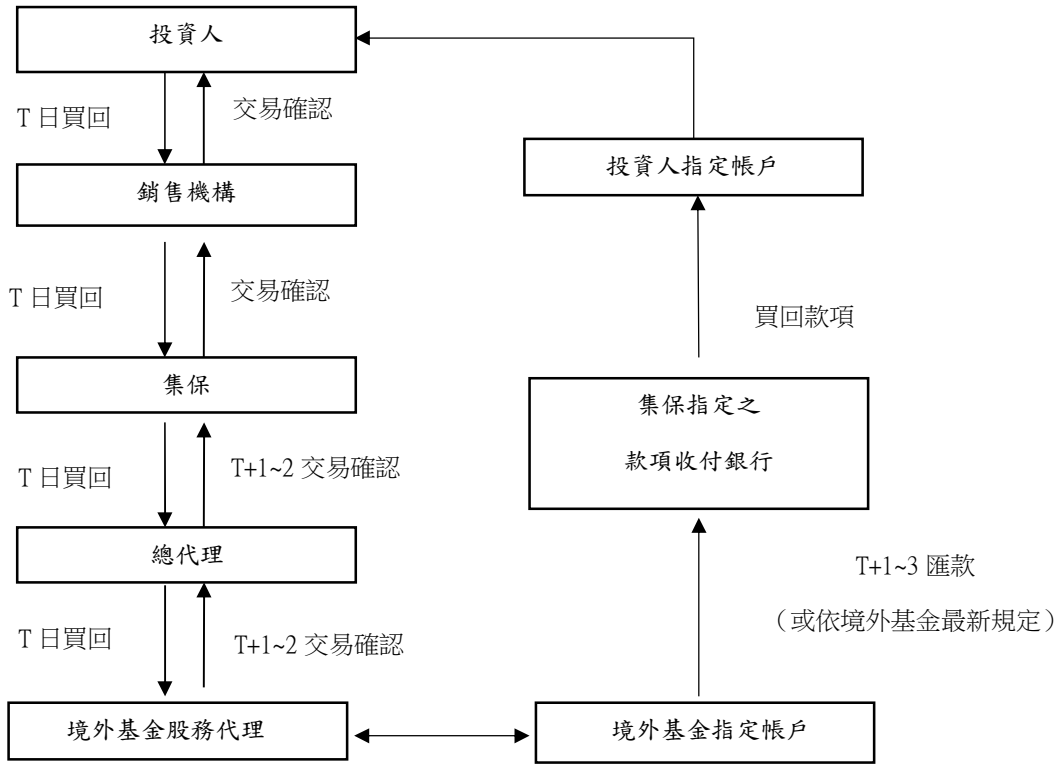 投資人
T 日買回
交易確認
銷售機構
T 日買回
交易確認
集保
T 日買回
T+1~2 交易確認
總代理
T 日買回
T+1~2 交易確認
境外基金股務代理
投資人指定帳戶
買回款項
集保指定之
款項收付銀行
T+1~3 匯款
（或依境外基金最新規定）
境外基金指定帳戶